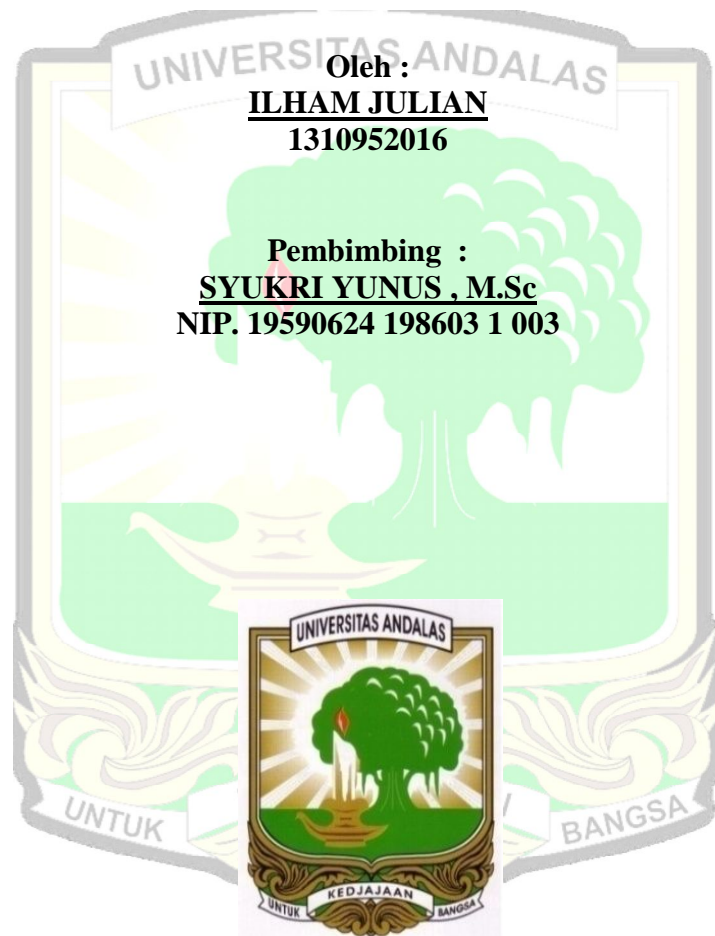 UNIVERSITAS ANDALAS
Oleh :
ILHAM JULIAN
1310952016
Pembimbing :
SYUKRI YUNUS , M.Sc
NIP. 19590624 198603 1 003
UNIVERSITAS ANDALAS
UNTUK KEDJAJAAN BANGSA
UNTUK BANGSA